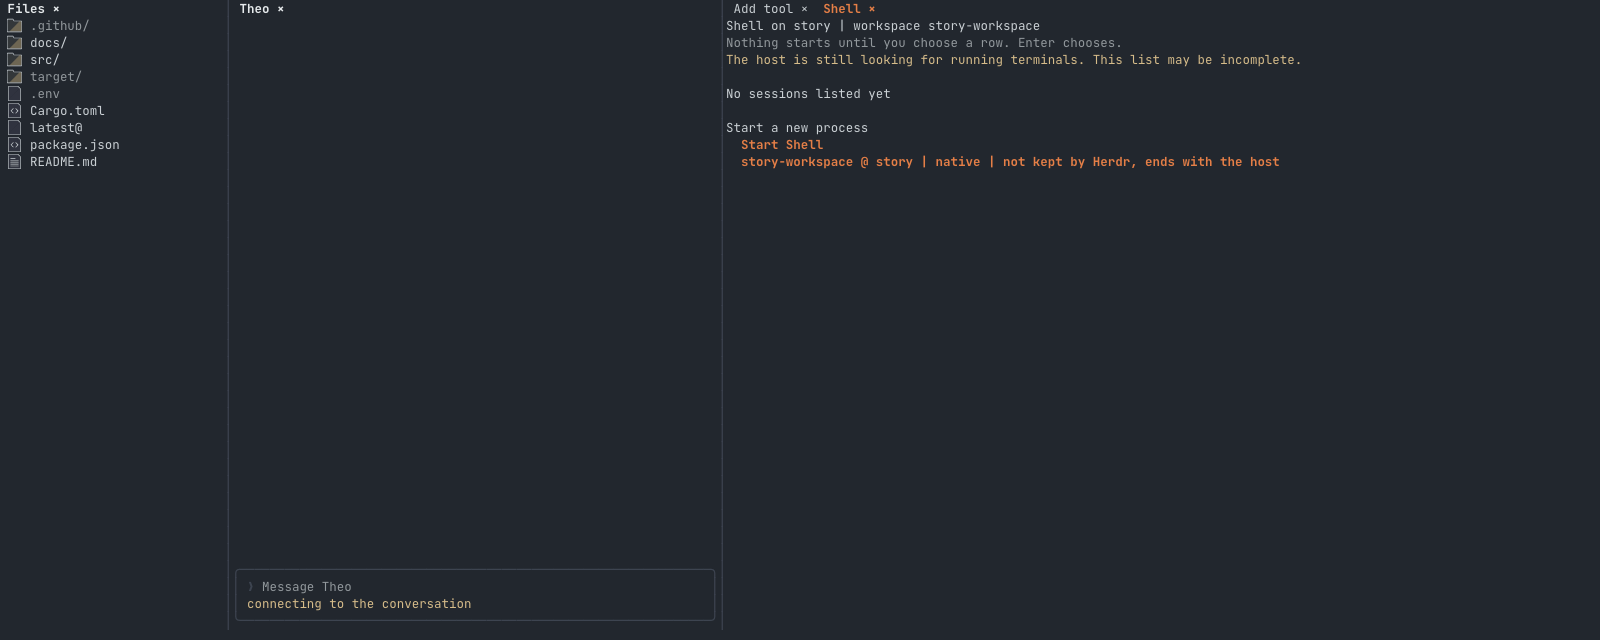 Files ×
.github/
docs/
src/
target/
.env
Cargo.toml
latest@
package.json
README.md
Theo ×
⟩ Message Theo
connecting to the conversation
Add tool × Shell ×
Shell on story | workspace story-workspace
Nothing starts until you choose a row. Enter chooses.
The host is still looking for running terminals. This list may be incomplete.
No sessions listed yet
Start a new process
Start Shell
story-workspace @ story | native | not kept by Herdr, ends with the host